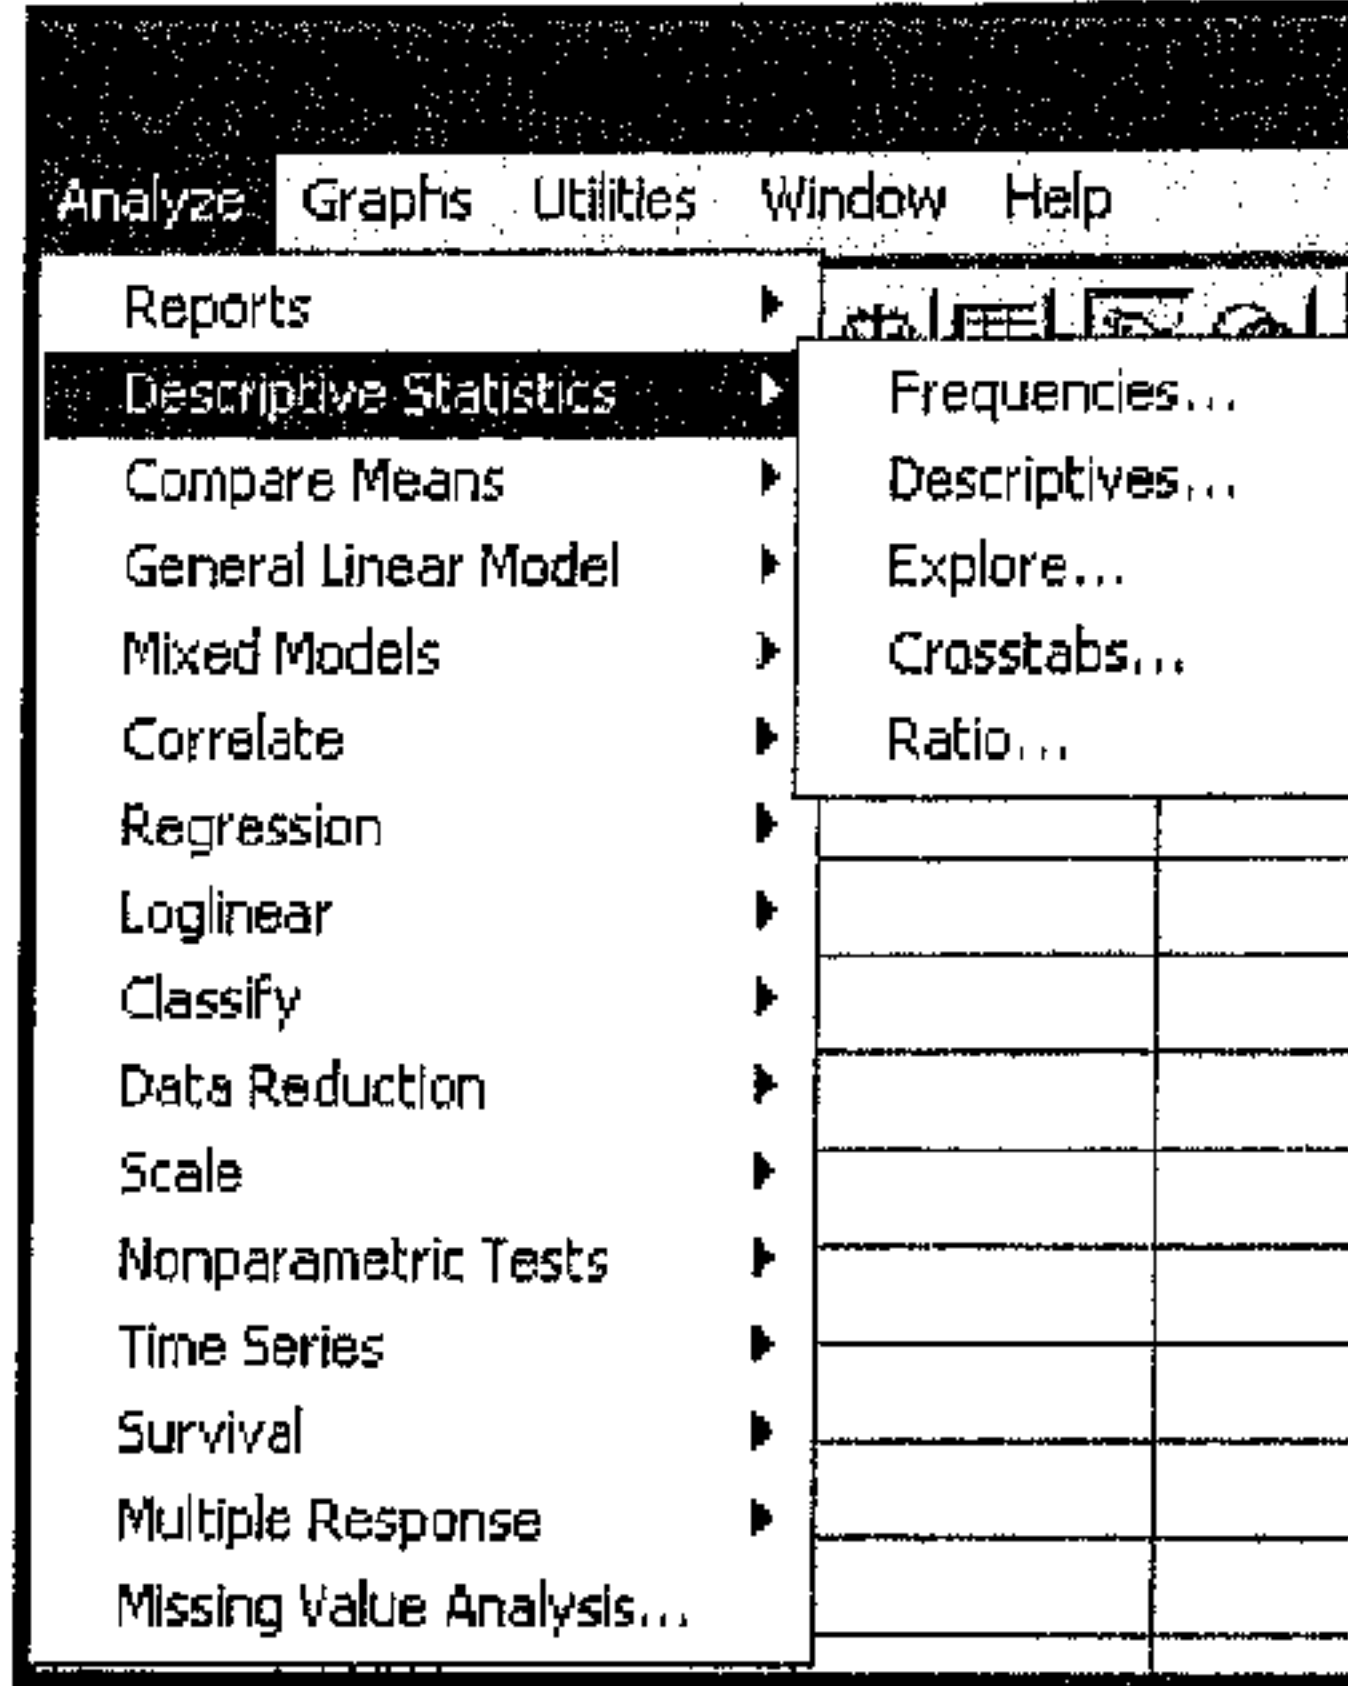 Analyze Graphs Utilities Window Help
Reports
Descriptive Statistics
Compare Means
General Linear Model
Mixed Models
Correlate
Regression
Loglinear
Classify
Data Reduction
Scale
Nonparametric Tests
Time Series
Survival
Multiple Response
Missing Value Analysis...
Frequencies...
Descriptives...
Explore...
Crosstabs...
Ratio...